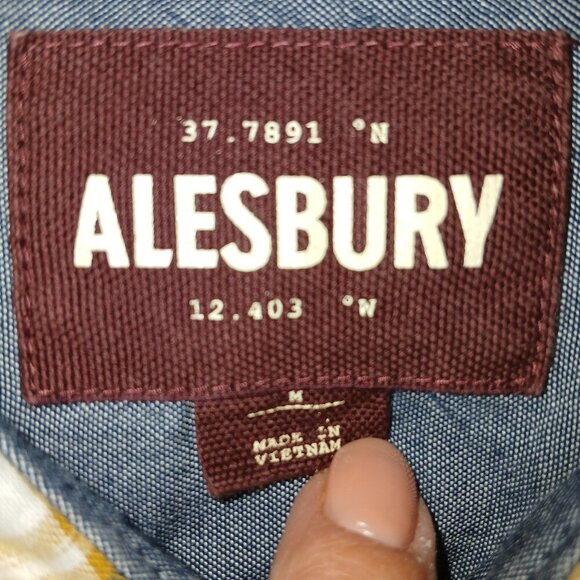 37.7891 °N
ALESBURY
12.403 °W
M
MADE IN
VIETNAM